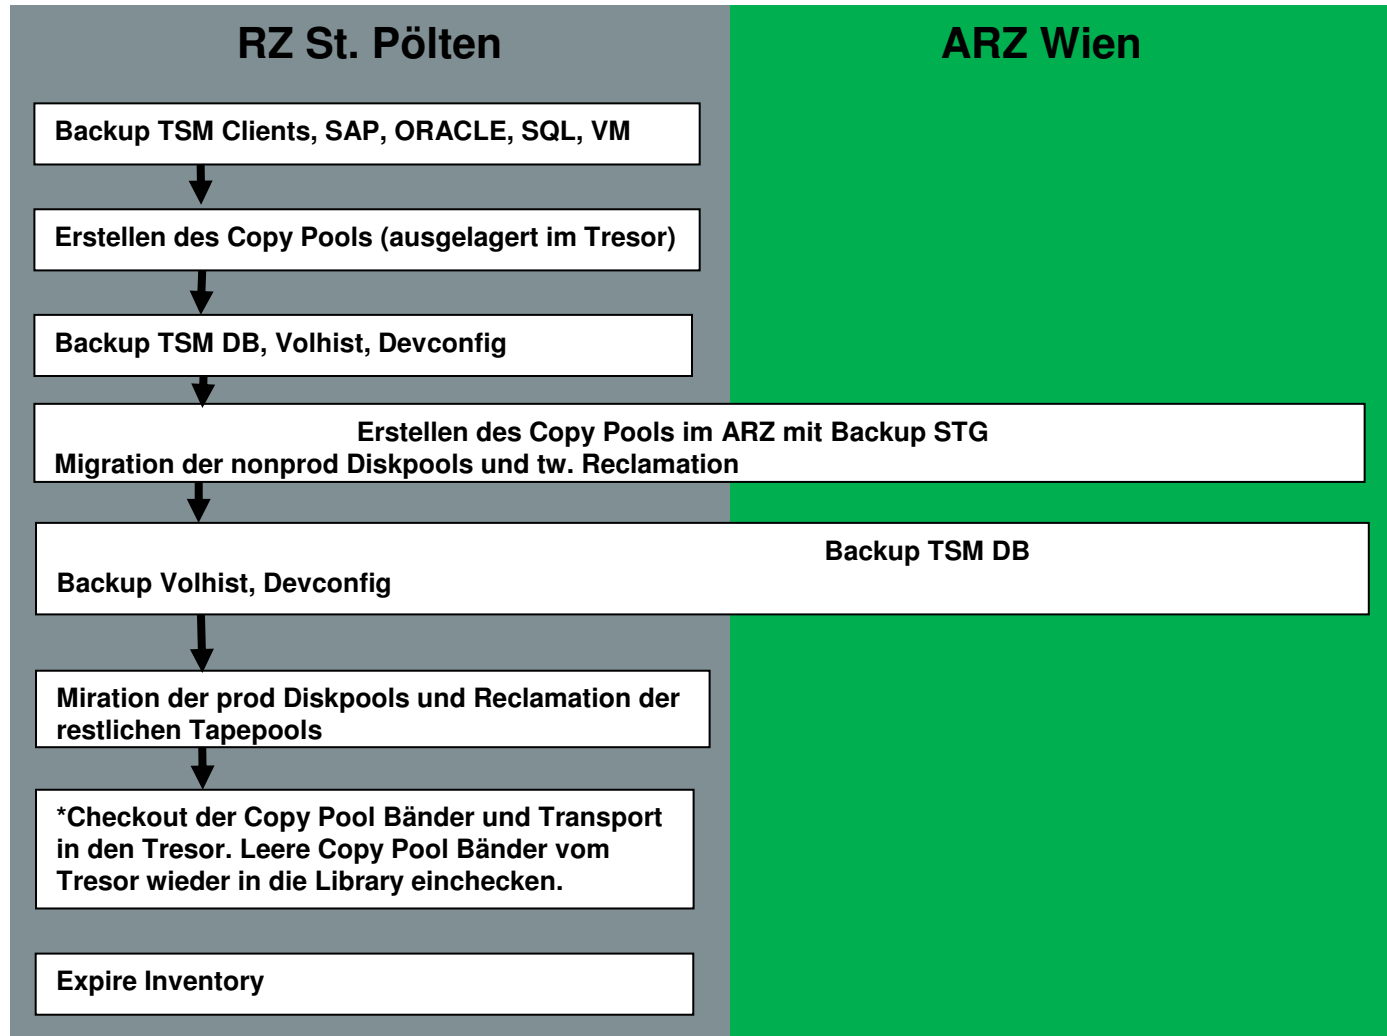 RZ St. Pölten
ARZ Wien
Backup TSM Clients, SAP, ORACLE, SQL, VM
Erstellen des Copy Pools (ausgelagert im Tresor)
Backup TSM DB, Volhist, Devconfig
Erstellen des Copy Pools im ARZ mit Backup STG
Migration der nonprod Diskpools und tw. Reclamation
Backup TSM DB
Backup Volhist, Devconfig
Miration der prod Diskpools und Reclamation der
restlichen Tapepools
*Checkout der Copy Pool Bänder und Transport
in den Tresor. Leere Copy Pool Bänder vom
Tresor wieder in die Library einchecken.
Expire Inventory